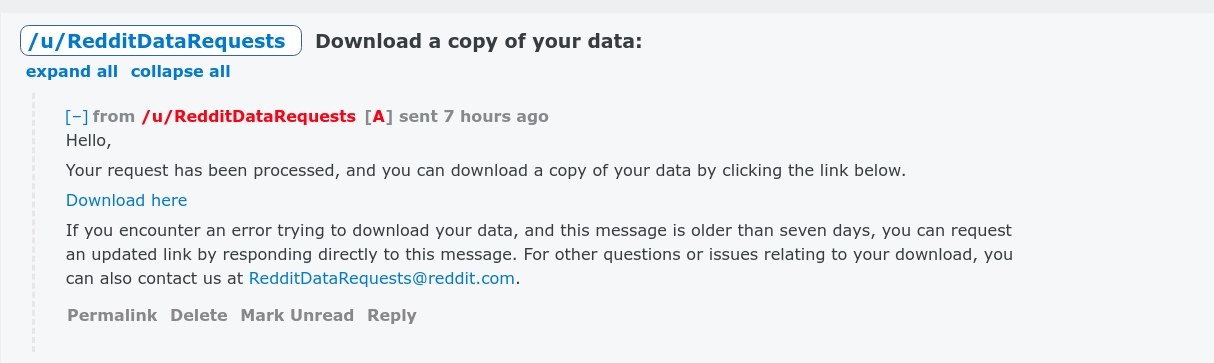 /u/RedditDataRequests Download a copy of your data:
expand all collapse all
[−] from /u/RedditDataRequests [A] sent 7 hours ago
Hello,
Your request has been processed, and you can download a copy of your data by clicking the link below.
Download here
If you encounter an error trying to download your data, and this message is older than seven days, you can request
an updated link by responding directly to this message. For other questions or issues relating to your download, you
can also contact us at RedditDataRequests@reddit.com.
Permalink Delete Mark Unread Reply